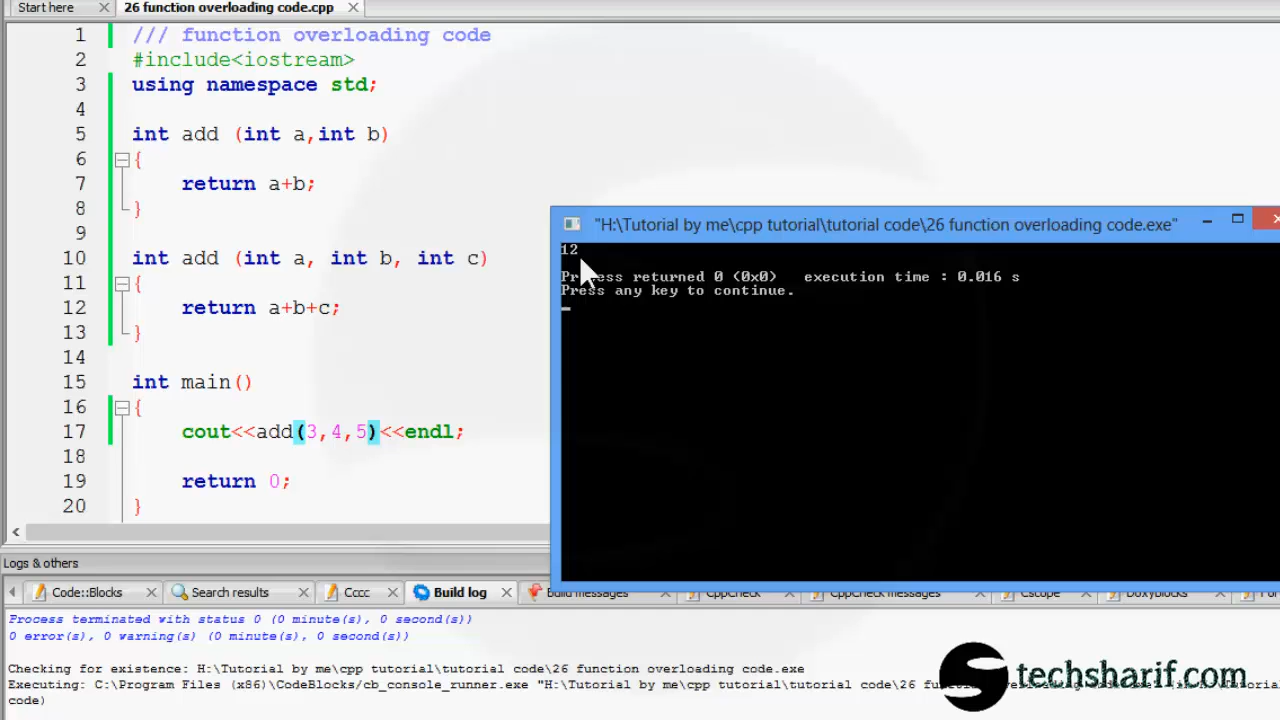 Start here
26 function overloading code.cpp
1 /// function overloading code
2 #include<iostream>
3 using namespace std;
4
5 int add (int a,int b)
6 {
7 return a+b;
8 }
9
10 int add (int a, int b, int c)
11 {
12 return a+b+c;
13 }
14
15 int main()
16 {
17 cout<<add(3,4,5)<<endl;
18
19 return 0;
20 }
"H:\Tutorial by me\cpp tutorial\tutorial code\26 function overloading code.exe"
12
returned 0 (0x0) execution time : 0.016 s
Press any key to continue.
Logs & others
Code::Blocks
Search results
Cccc
Build log
Build messages
CppCheck
CppCheck messages
Cscope
DoxyBlocks
Process terminated with status 0 (0 minute(s), 0 second(s))
0 error(s), 0 warning(s) (0 minute(s), 0 second(s))
Checking for existence: H:\Tutorial by me\cpp tutorial\tutorial code\26 function overloading code.exe
Executing: C:\Program Files (x86)\CodeBlocks/cb_console_runner.exe "H:\Tutorial by me\cpp tutorial\tutorial code\26
code)
techsharif.com